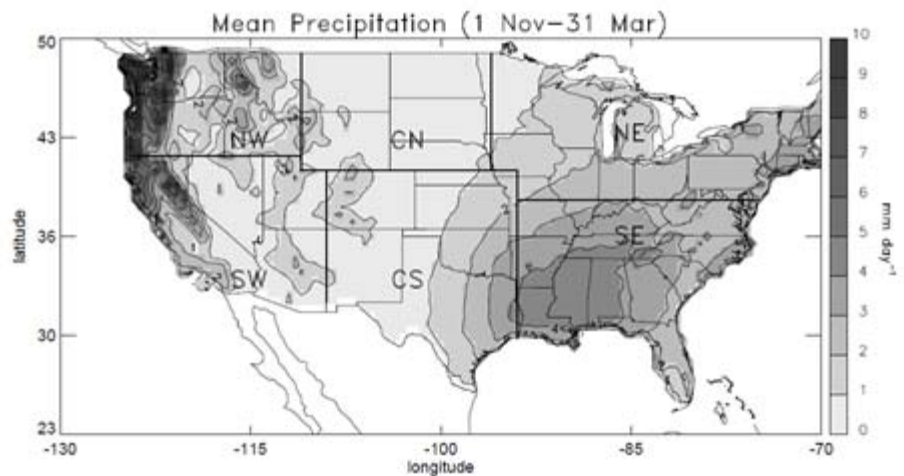 Mean Precipitation (1 Nov–31 Mar)
50
43
36
30
23
latitude
-130
-115
-100
-85
-70
longitude
NW
CN
NE
SW
CS
SE
10
9
8
7
6
5
4
3
2
1
0
mm day⁻¹